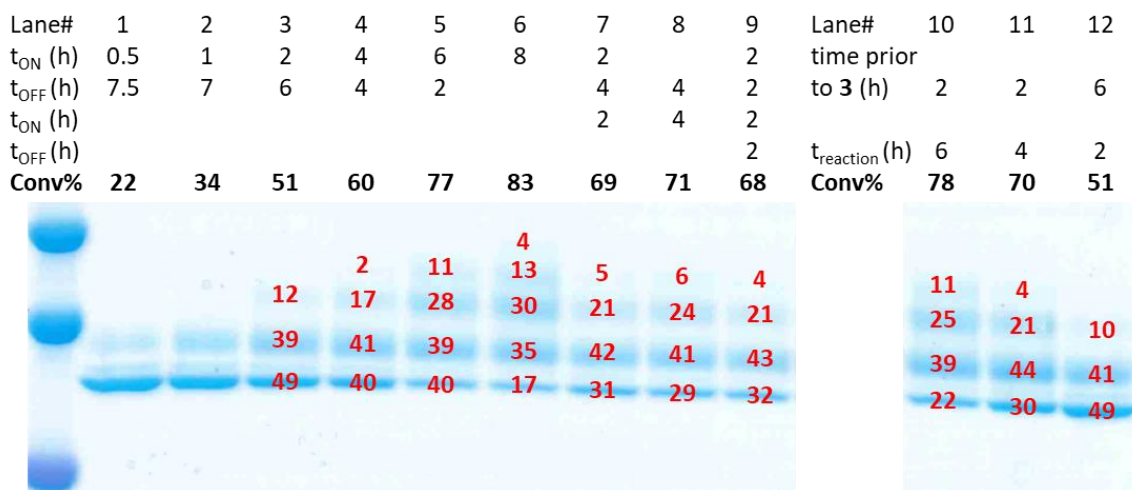 Lane# 1 2 3 4 5 6 7 8 9
t_ON (h) 0.5 1 2 4 6 8 2 2
t_OFF (h) 7.5 7 6 4 2 4 4 2
t_ON (h) 2 4 2
t_OFF (h) 2
Conv% 22 34 51 60 77 83 69 71 68
4
2 11 13 5 6 4
12 17 28 30 21 24 21
39 41 39 35 42 41 43
49 40 40 17 31 29 32
Lane# 10 11 12
time prior
to 3 (h) 2 2 6
t_reaction (h) 6 4 2
Conv% 78 70 51
11 4
25 21 10
39 44 41
22 30 49